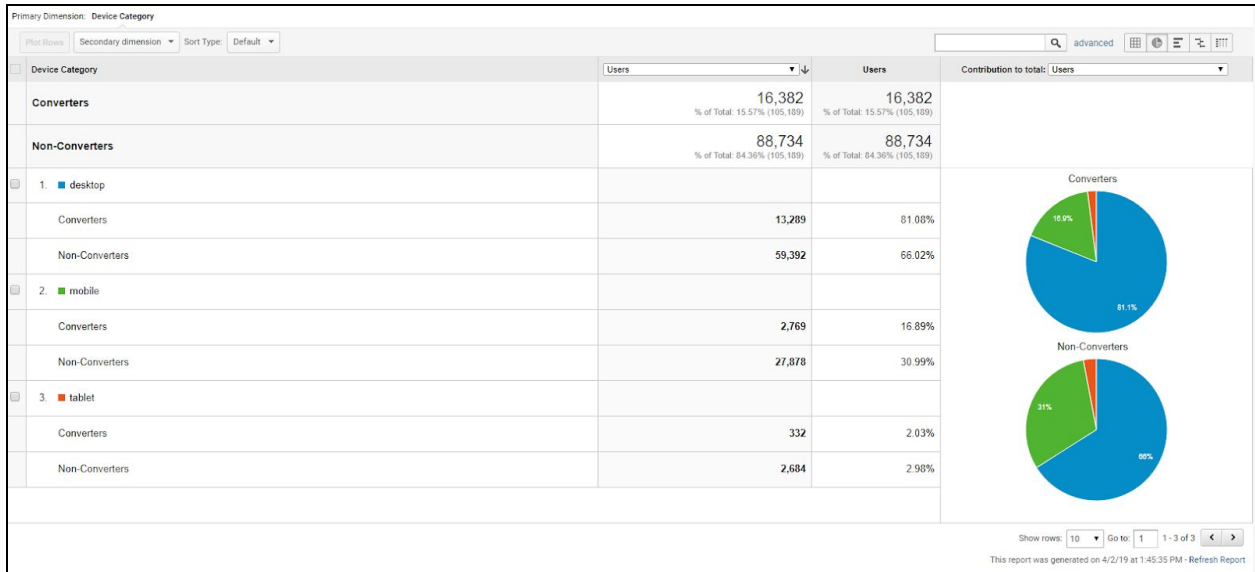 Primary Dimension: Device Category
Plot Rows Secondary dimension Sort Type: Default advanced
Device Category Users Users Contribution to total: Users
Converters 16,382 16,382
% of Total: 15.57% (105,189) % of Total: 15.57% (105,189)
Non-Converters 88,734 88,734
% of Total: 84.36% (105,189) % of Total: 84.36% (105,189)
1. desktop
Converters 13,289 81.08%
Non-Converters 59,392 66.02%
2. mobile
Converters 2,769 16.89%
Non-Converters 27,878 30.99%
3. tablet
Converters 332 2.03%
Non-Converters 2,684 2.98%
Converters
16.9%
81.1%
Non-Converters
31%
66%
Show rows: 10 Go to: 1 1 - 3 of 3
This report was generated on 4/2/19 at 1:45:35 PM - Refresh Report